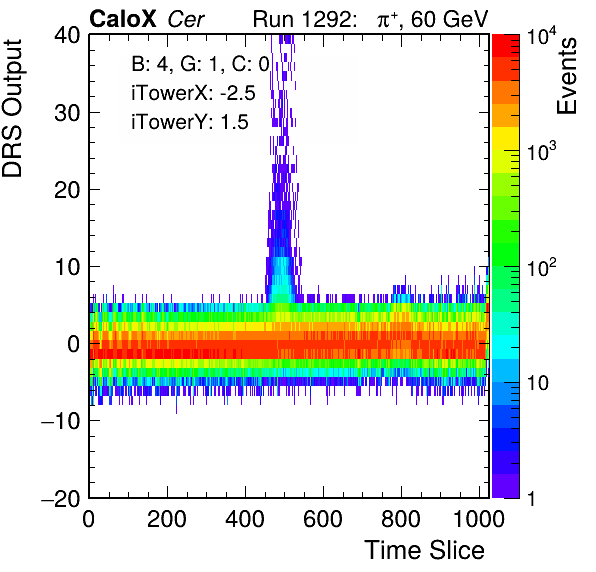 CaloX Cer Run 1292: π⁺, 60 GeV
B: 4, G: 1, C: 0
iTowerX: -2.5
iTowerY: 1.5
DRS Output
40
30
20
10
0
−10
−20
0 200 400 600 800 1000
Time Slice
Events
10⁴
10³
10²
10
1